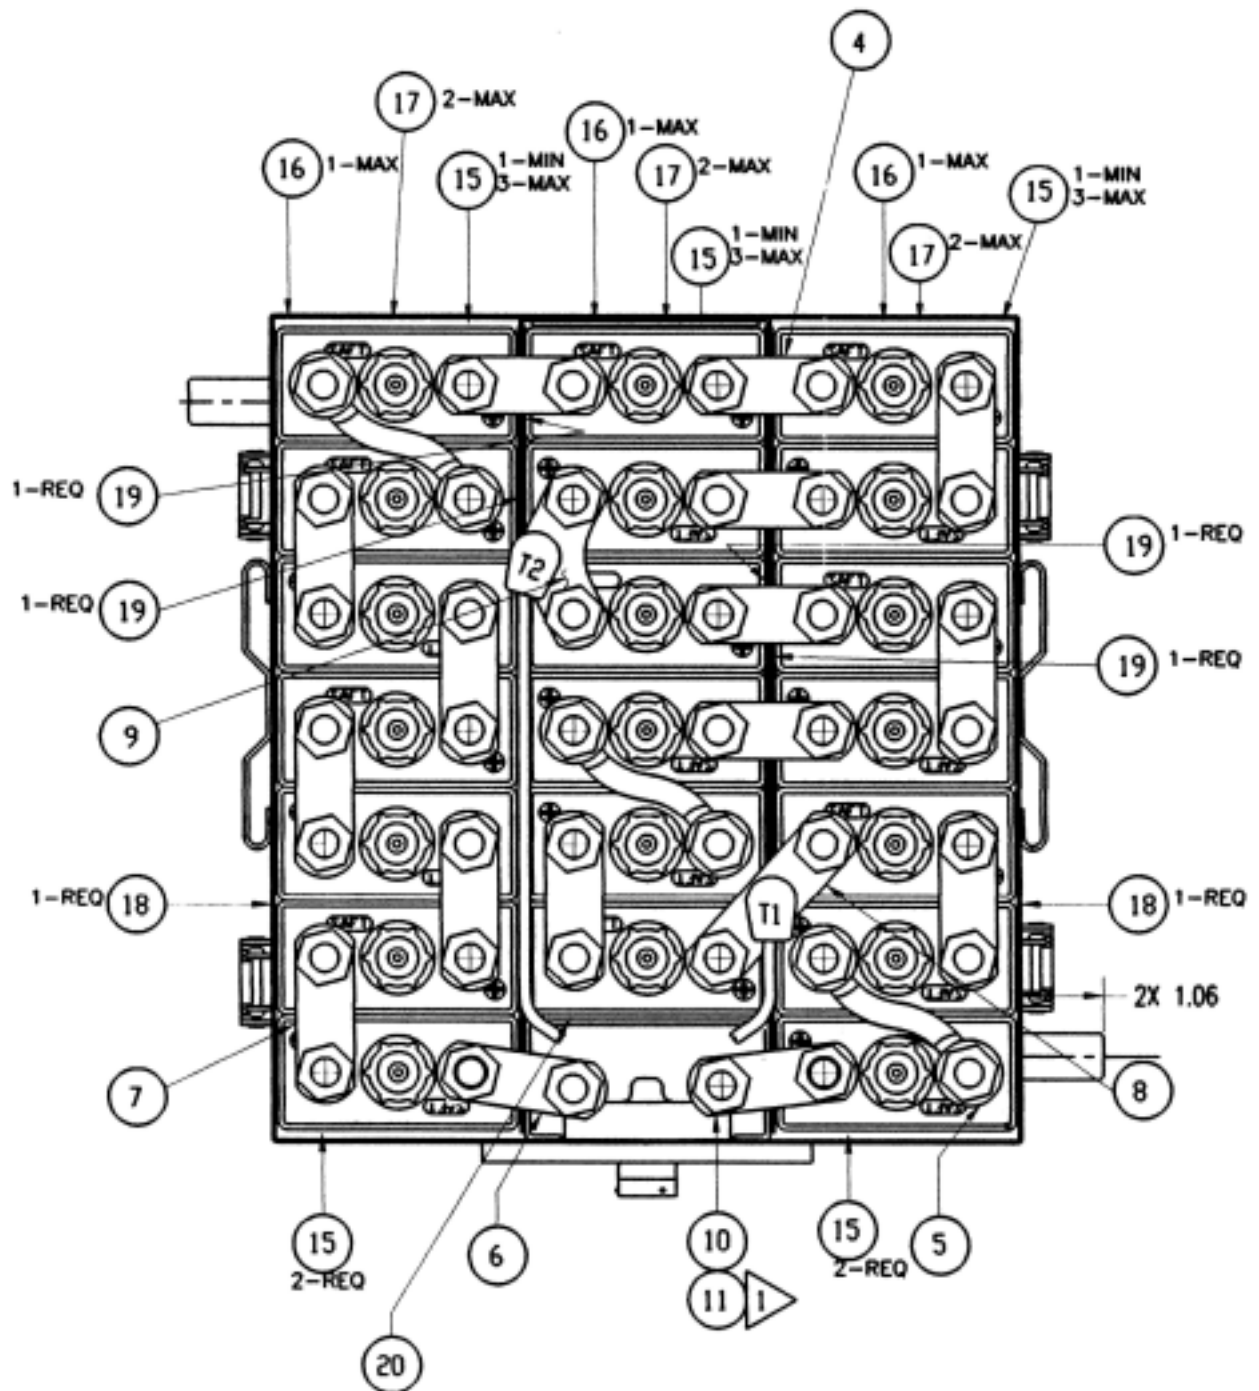 4
17 2-MAX
16 1-MAX
16 1-MAX
15 1-MIN
3-MAX
17 2-MAX
16 1-MAX
15 1-MIN
3-MAX
15 1-MIN
3-MAX
17 2-MAX
1-REQ 19
T2
19 1-REQ
1-REQ 19
19 1-REQ
9
1-REQ 18
T1
18 1-REQ
2X 1.06
7
8
15
2-REQ
6
10
15
2-REQ
5
11 1
20